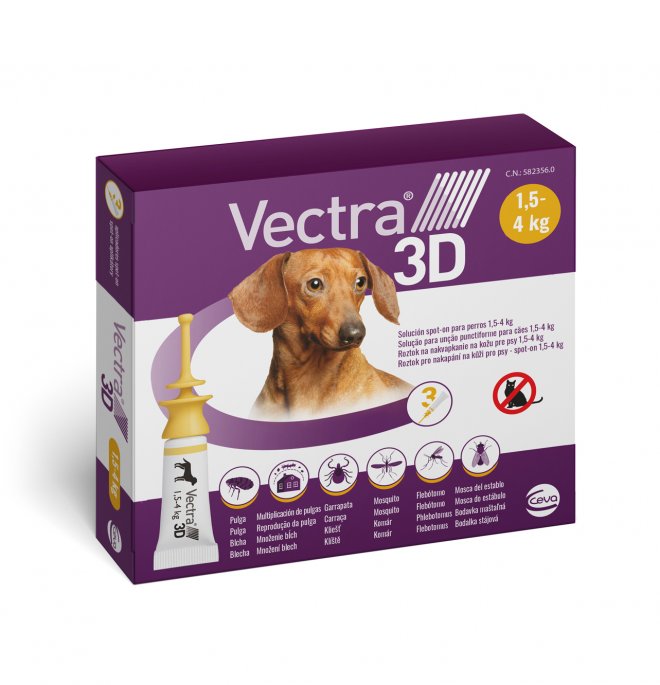 C.N.: 582356.0
Vectra®
3D
1,5-
4 kg
Solución spot-on para perros 1,5-4 kg
Solução para unção punctiforme para cães 1,5-4 kg
Roztok na nakvapkanie na kožu pre psy 1,5-4 kg
Roztok pro nakapání na kůži pro psy - spot-on 1,5-4 kg
3
Pulga
Pulga
Blcha
Blecha
Multiplicación de pulgas
Reprodução da pulga
Množenie bĺch
Množení blech
Garrapata
Carraça
Kliešť
Klíště
Mosquito
Mosquito
Komár
Komár
Flebótomo
Flebótomo
Phlebotomus
Flebotomus
Mosca del establo
Mosca do estábulo
Bodavka maštaľná
Bodalka stájová
Ceva
Vectra
3D
1,5-4 kg
3
Vectra
3D
1,5-4kg
ceva